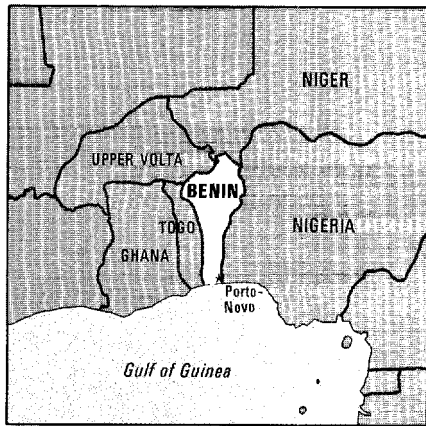 NIGER
UPPER VOLTA
BENIN
TOGO
NIGERIA
GHANA
Porto-
Novo
Gulf of Guinea